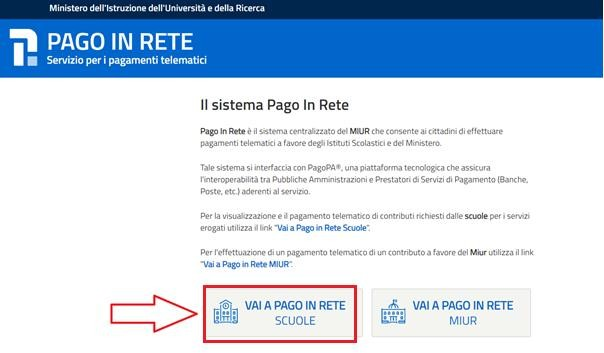 Ministero dell'Istruzione dell'Università e della Ricerca
PAGO IN RETE
Servizio per i pagamenti telematici
Il sistema Pago In Rete
Pago In Rete è il sistema centralizzato del MIUR che consente ai cittadini di effettuare
pagamenti telematici a favore degli Istituti Scolastici e del Ministero.
Tale sistema si interfaccia con PagoPA®, una piattaforma tecnologica che assicura
l'interoperabilità tra Pubbliche Amministrazioni e Prestatori di Servizi di Pagamento (Banche,
Poste, etc.) aderenti al servizio.
Per la visualizzazione e il pagamento telematico di contributi richiesti dalle scuole per i servizi
erogati utilizza il link "Vai a Pago in Rete Scuole".
Per l'effettuazione di un pagamento telematico di un contributo a favore del Miur utilizza il link
"Vai a Pago in Rete MIUR".
VAI A PAGO IN RETE
SCUOLE
VAI A PAGO IN RETE
MIUR